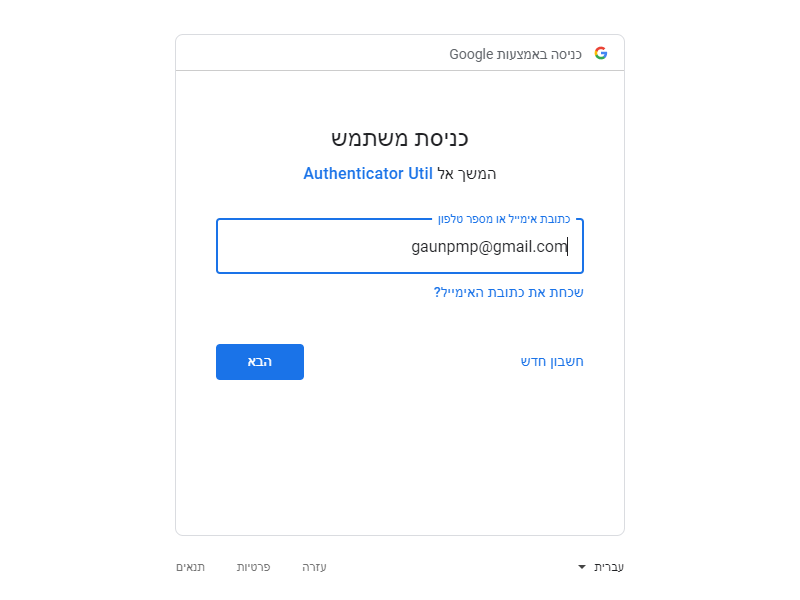 כניסה באמצעות Google
כניסת משתמש
המשך אל Authenticator Util
כתובת אימייל או מספר טלפון
gaunpmp@gmail.com
שכחת את כתובת האימייל?
חשבון חדש
הבא
עברית
עזרה
פרטיות
תנאים